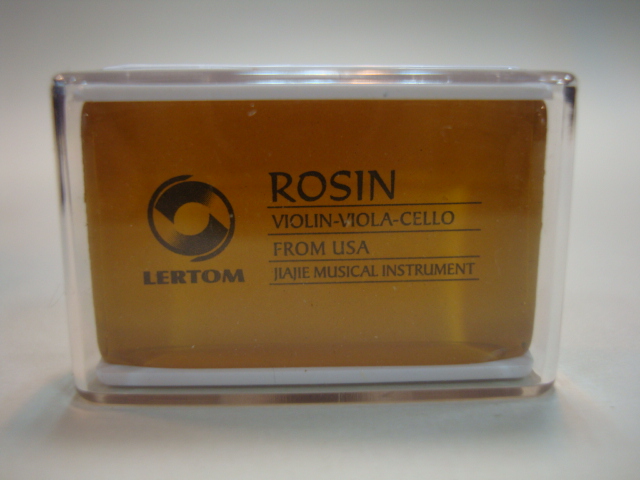 ROSIN
VIOLIN-VIOLA-CELLO
FROM USA
JIAJIE MUSICAL INSTRUMENT
LERTOM